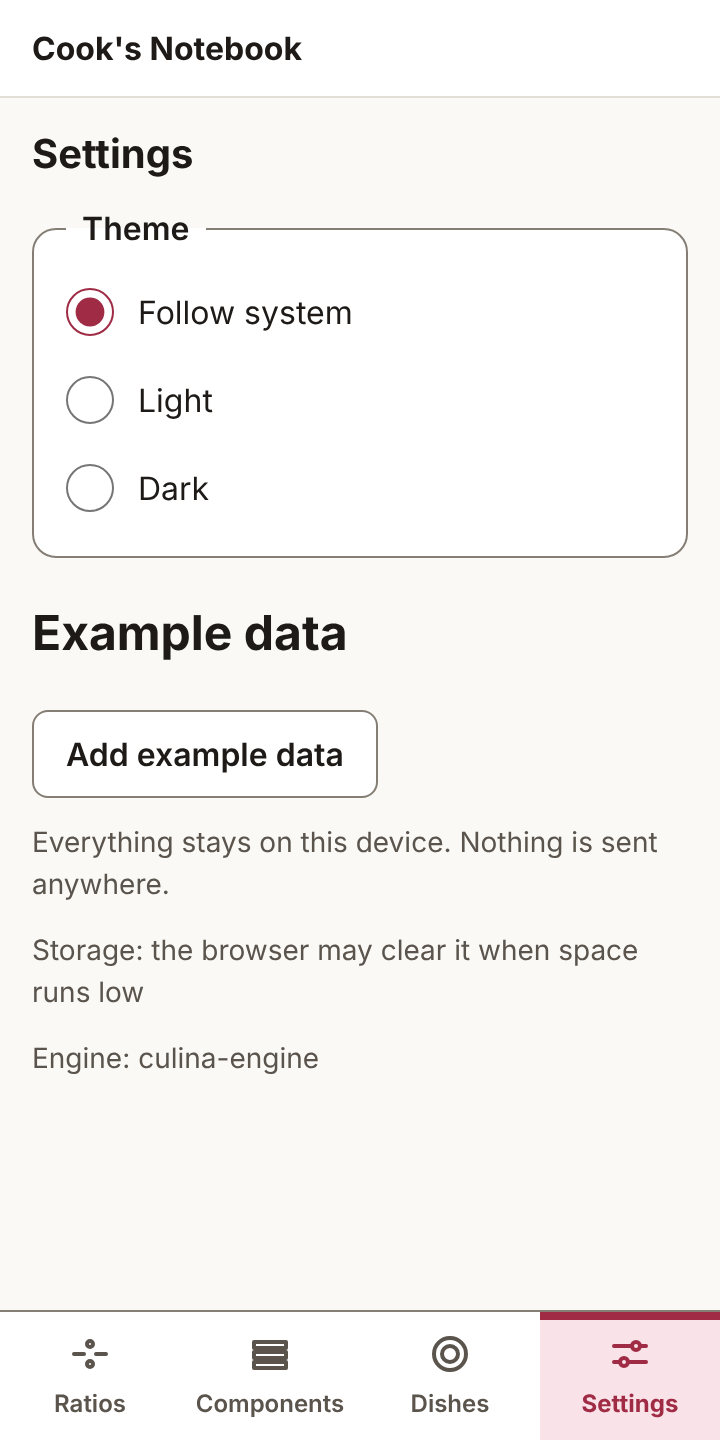 Cook's Notebook
Settings
Theme
Follow system
Light
Dark
Example data
Add example data
Everything stays on this device. Nothing is sent
anywhere.
Storage: the browser may clear it when space
runs low
Engine: culina-engine
Ratios
Components
Dishes
Settings